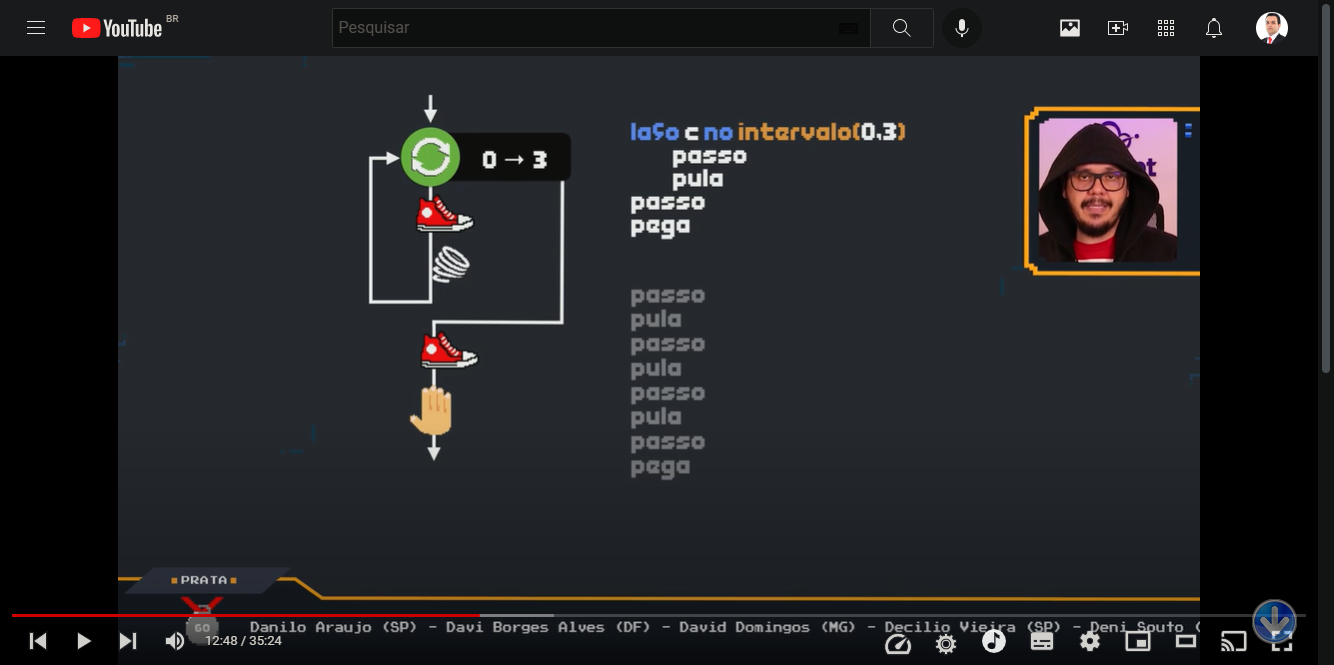 YouTube BR
Pesquisar
0 → 3
laço c no intervalo(0,3)
passo
pula
passo
pega
passo
pula
passo
pula
passo
pula
passo
pega
PRATA
GO
Danilo Araujo (SP) - Davi Borges Alves (DF) - David Domingos (MG) - Decilio Vieira (SP) - Deni Souto (
12:48 / 35:24